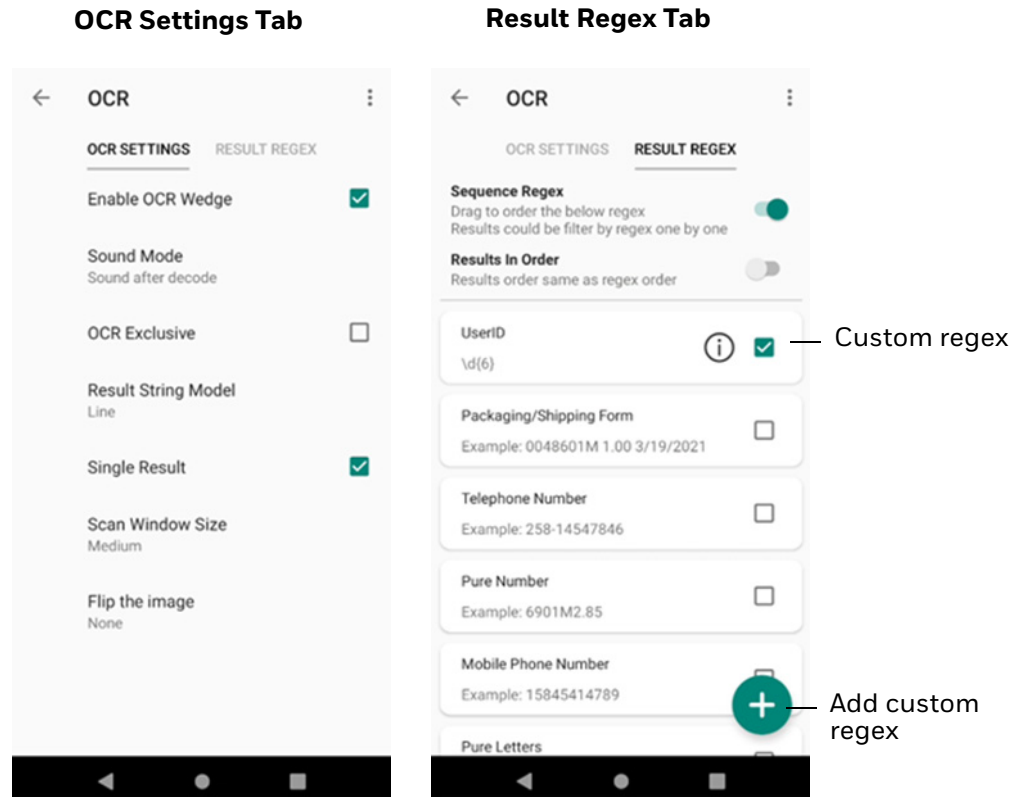 OCR Settings Tab
OCR
OCR SETTINGS RESULT REGEX
Enable OCR Wedge
Sound Mode
Sound after decode
OCR Exclusive
Result String Model
Line
Single Result
Scan Window Size
Medium
Flip the image
None
Result Regex Tab
OCR
OCR SETTINGS RESULT REGEX
Sequence Regex
Drag to order the below regex
Results could be filter by regex one by one
Results In Order
Results order same as regex order
UserID
\d{6}
Custom regex
Packaging/Shipping Form
Example: 0048601M 1.00 3/19/2021
Telephone Number
Example: 258-14547846
Pure Number
Example: 6901M2.85
Mobile Phone Number
Example: 15845414789
Add custom
regex
Pure Letters